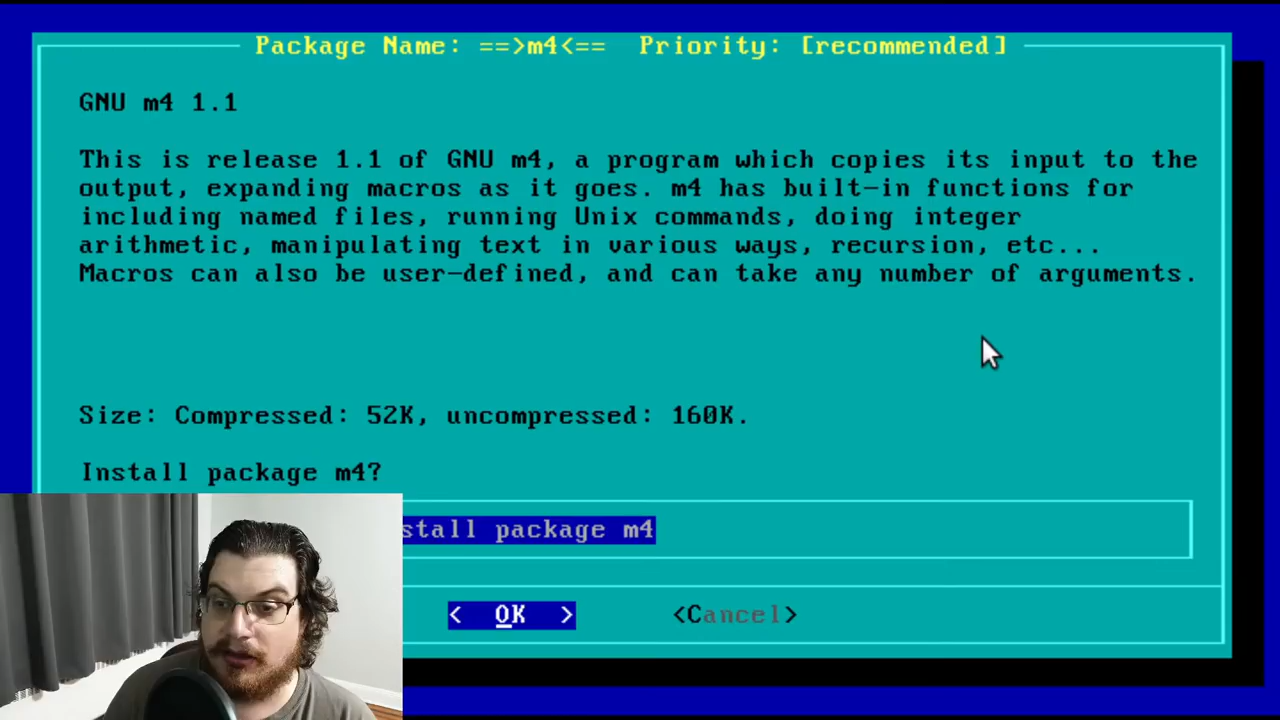 Package Name: ==>m4<== Priority: [recommended]
GNU m4 1.1
This is release 1.1 of GNU m4, a program which copies its input to the
output, expanding macros as it goes. m4 has built-in functions for
including named files, running Unix commands, doing integer
arithmetic, manipulating text in various ways, recursion, etc...
Macros can also be user-defined, and can take any number of arguments.
Size: Compressed: 52K, uncompressed: 160K.
Install package m4?
stall package m4
< OK > <Cancel>